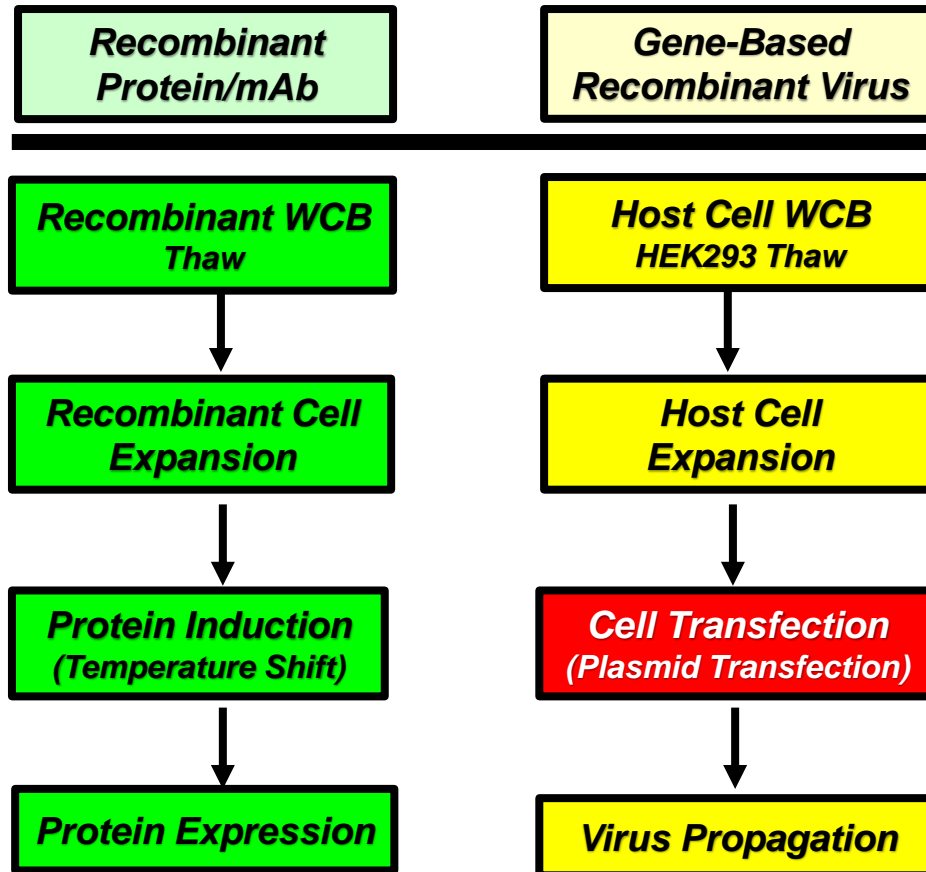 Recombinant
Protein/mAb
Gene-Based
Recombinant Virus
Recombinant WCB
Thaw
Host Cell WCB
HEK293 Thaw
Recombinant Cell
Expansion
Host Cell
Expansion
Protein Induction
(Temperature Shift)
Cell Transfection
(Plasmid Transfection)
Protein Expression
Virus Propagation